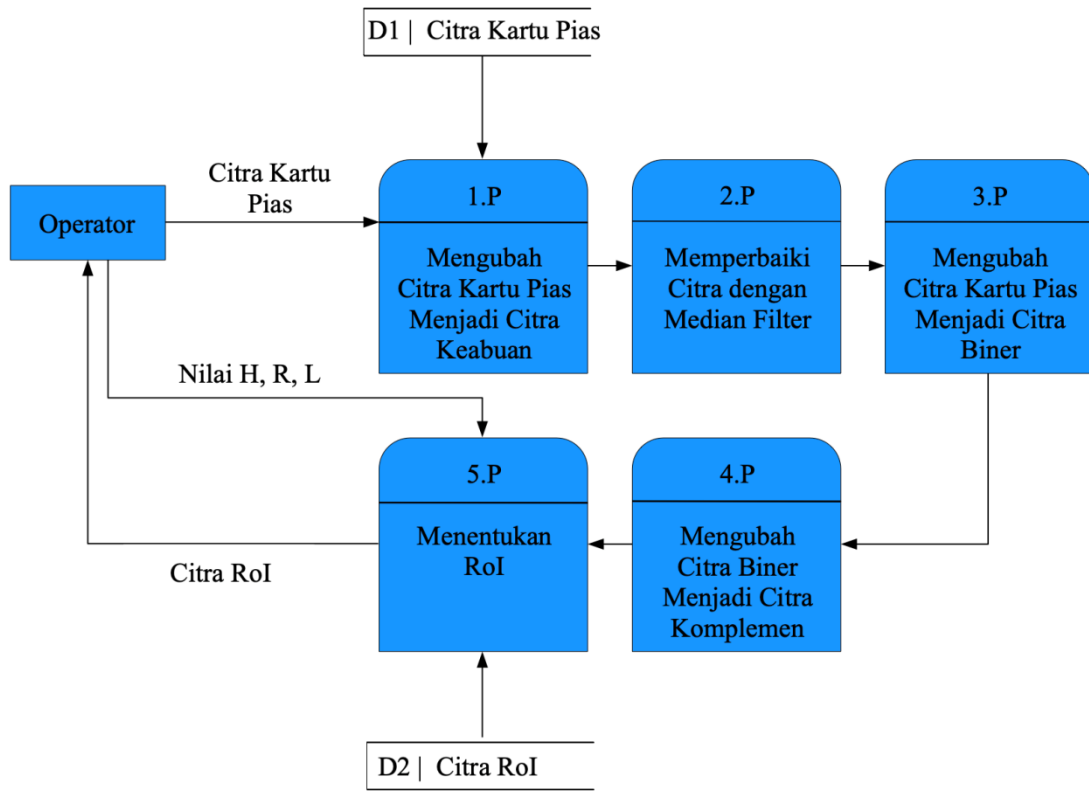 D1 | Citra Kartu Pias
Citra Kartu
Pias
Operator
1.P
Mengubah
Citra Kartu Pias
Menjadi Citra
Keabuan
2.P
Memperbaiki
Citra dengan
Median Filter
3.P
Mengubah
Citra Kartu Pias
Menjadi Citra
Biner
Nilai H, R, L
5.P
Menentukan
RoI
4.P
Mengubah
Citra Biner
Menjadi Citra
Komplemen
Citra RoI
D2 | Citra RoI